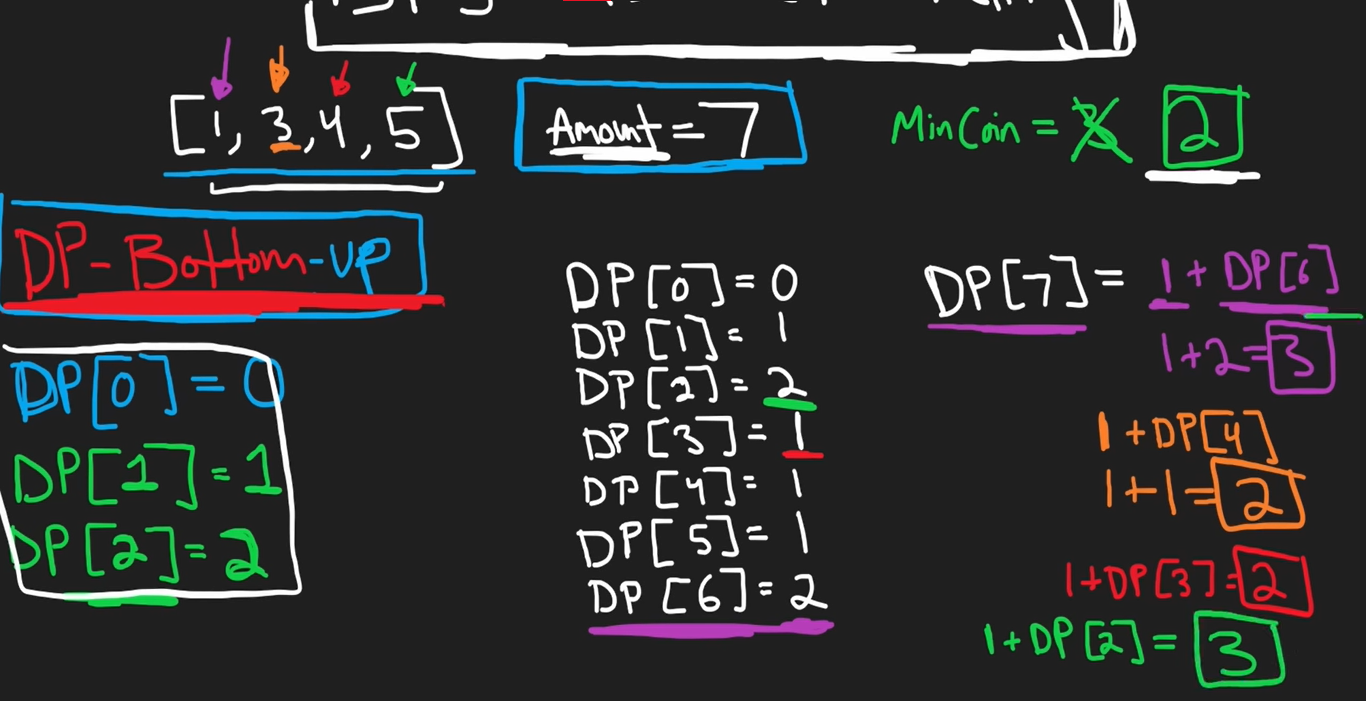 [1, 3, 4, 5]
Amount = 7
MinCoin = 3 2
DP - Bottom-UP
DP[0] = 0
DP[1] = 1
DP[2] = 2
DP[0] = 0
DP[1] = 1
DP[2] = 2
DP[3] = 1
DP[4] = 1
DP[5] = 1
DP[6] = 2
DP[7] = 1 + DP[6]
1+2=3
1+DP[4]
1+1=2
1+DP[3]=2
1+DP[2]=3